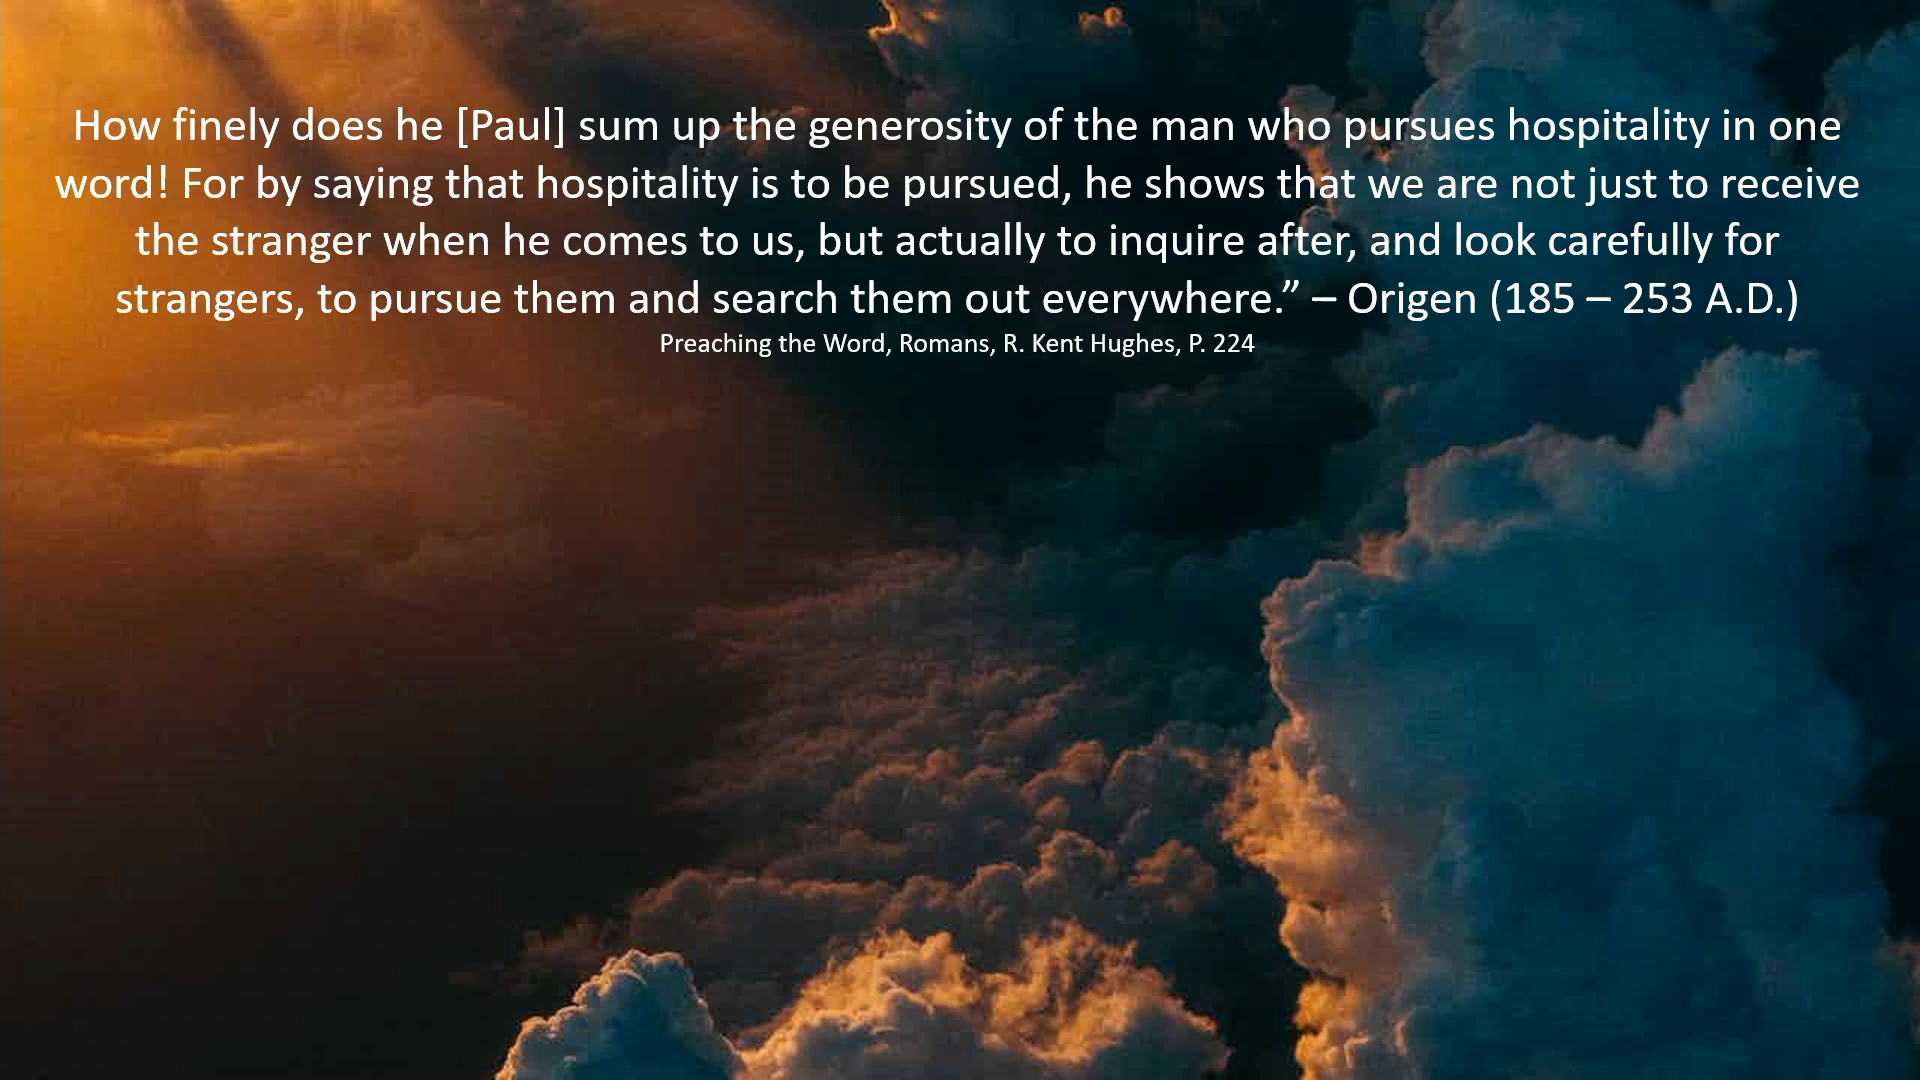 How finely does he [Paul] sum up the generosity of the man who pursues hospitality in one
word! For by saying that hospitality is to be pursued, he shows that we are not just to receive
the stranger when he comes to us, but actually to inquire after, and look carefully for
strangers, to pursue them and search them out everywhere.” – Origen (185 – 253 A.D.)
Preaching the Word, Romans, R. Kent Hughes, P. 224